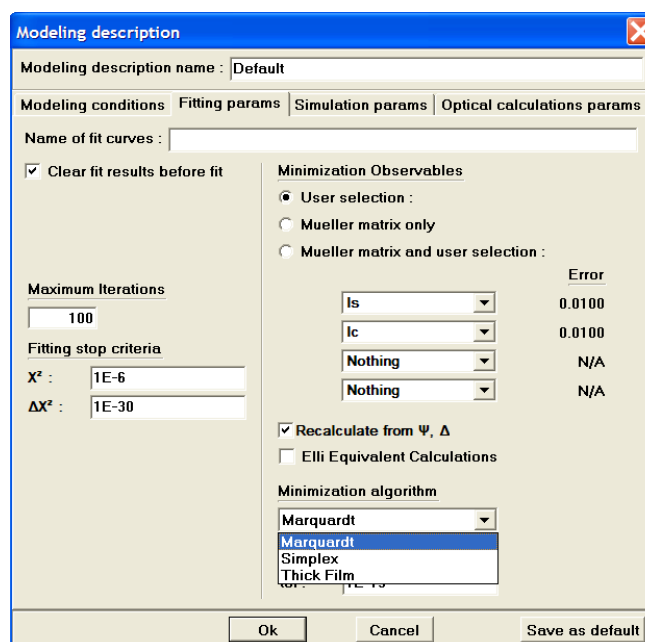 Modeling description
Modeling description name : Default
Modeling conditions Fitting params Simulation params Optical calculations params
Name of fit curves :
Clear fit results before fit
Maximum Iterations
100
Fitting stop criteria
X² : 1E-6
ΔX² : 1E-30
Minimization Observables
User selection :
Mueller matrix only
Mueller matrix and user selection :
Error
Is 0.0100
Ic 0.0100
Nothing N/A
Nothing N/A
Recalculate from Ψ, Δ
Elli Equivalent Calculations
Minimization algorithm
Marquardt
Marquardt
Simplex
Thick Film
Ok Cancel Save as default